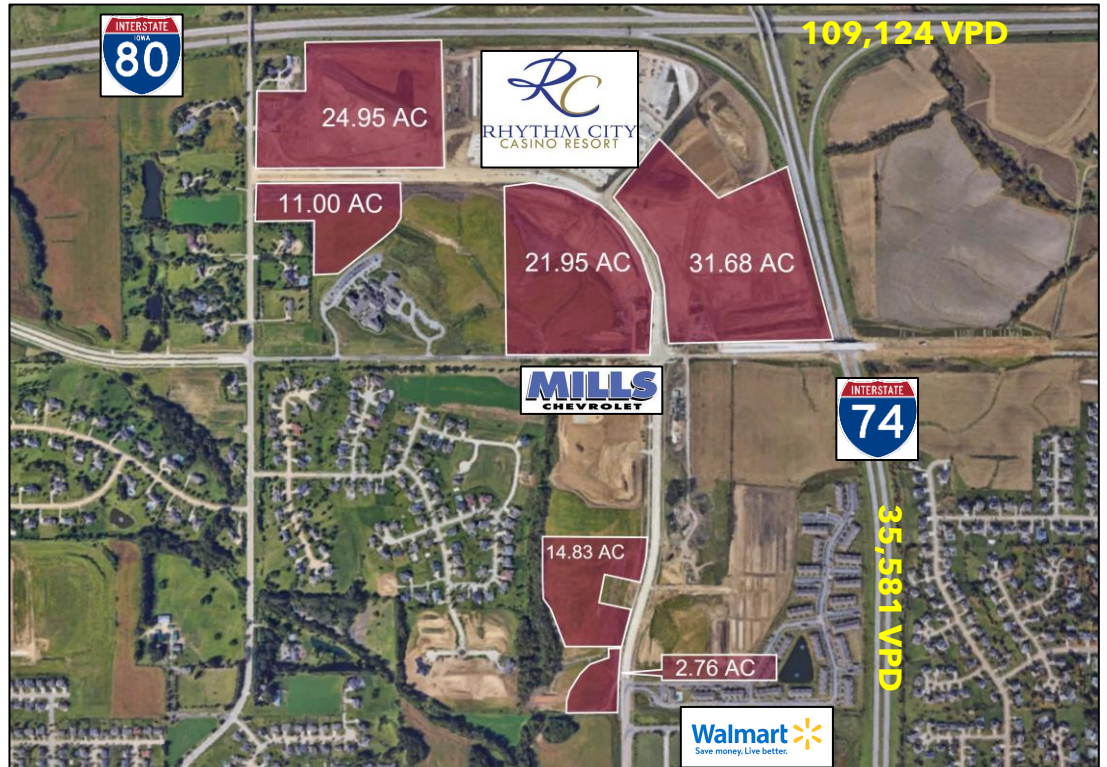 INTERSTATE
IOWA
80
109,124 VPD
RC
RHYTHM CITY
CASINO RESORT
24.95 AC
11.00 AC
21.95 AC
31.68 AC
MILLS
CHEVROLET
INTERSTATE
74
35,581 VPD
14.83 AC
2.76 AC
Walmart
Save money. Live better.